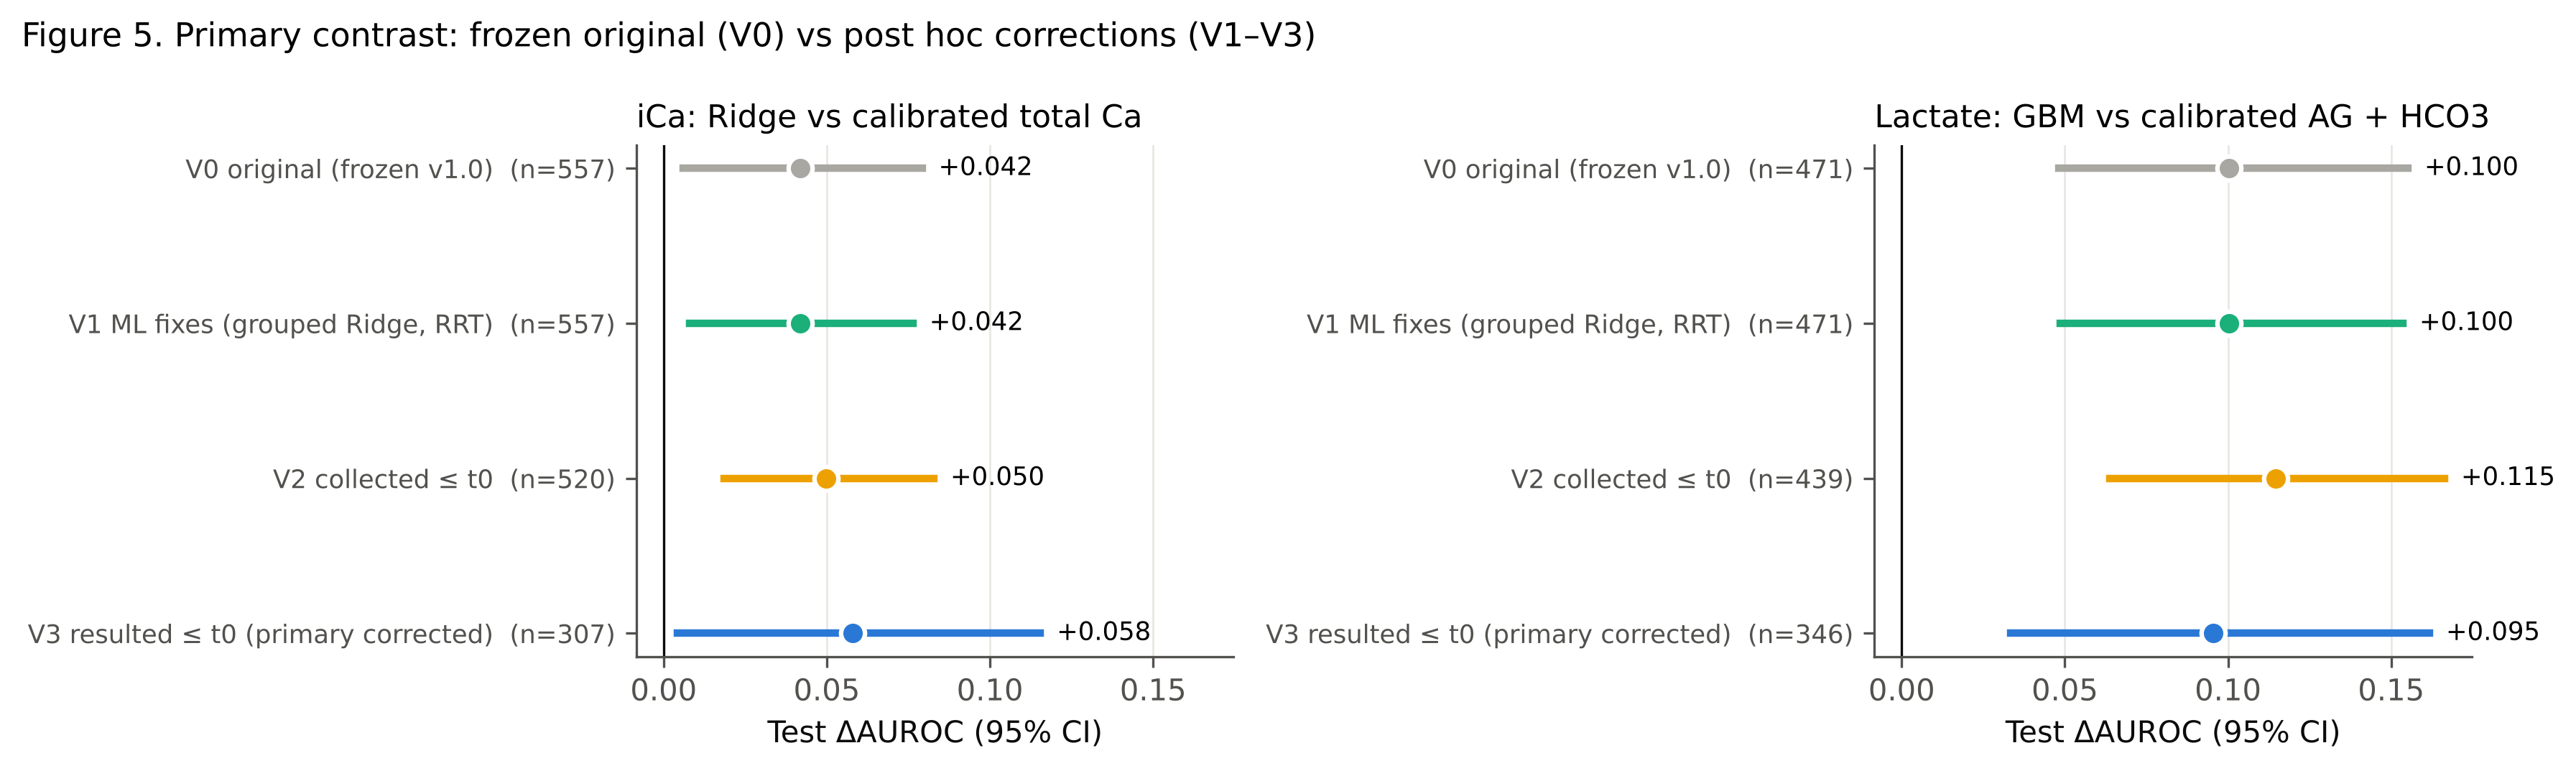 Figure 5. Primary contrast: frozen original (V0) vs post hoc corrections (V1–V3)
iCa: Ridge vs calibrated total Ca
V0 original (frozen v1.0) (n=557)
+0.042
V1 ML fixes (grouped Ridge, RRT) (n=557)
+0.042
V2 collected ≤ t0 (n=520)
+0.050
V3 resulted ≤ t0 (primary corrected) (n=307)
+0.058
0.00 0.05 0.10 0.15
Test ΔAUROC (95% CI)
Lactate: GBM vs calibrated AG + HCO3
V0 original (frozen v1.0) (n=471)
+0.100
V1 ML fixes (grouped Ridge, RRT) (n=471)
+0.100
V2 collected ≤ t0 (n=439)
+0.115
V3 resulted ≤ t0 (primary corrected) (n=346)
+0.095
0.00 0.05 0.10 0.15
Test ΔAUROC (95% CI)